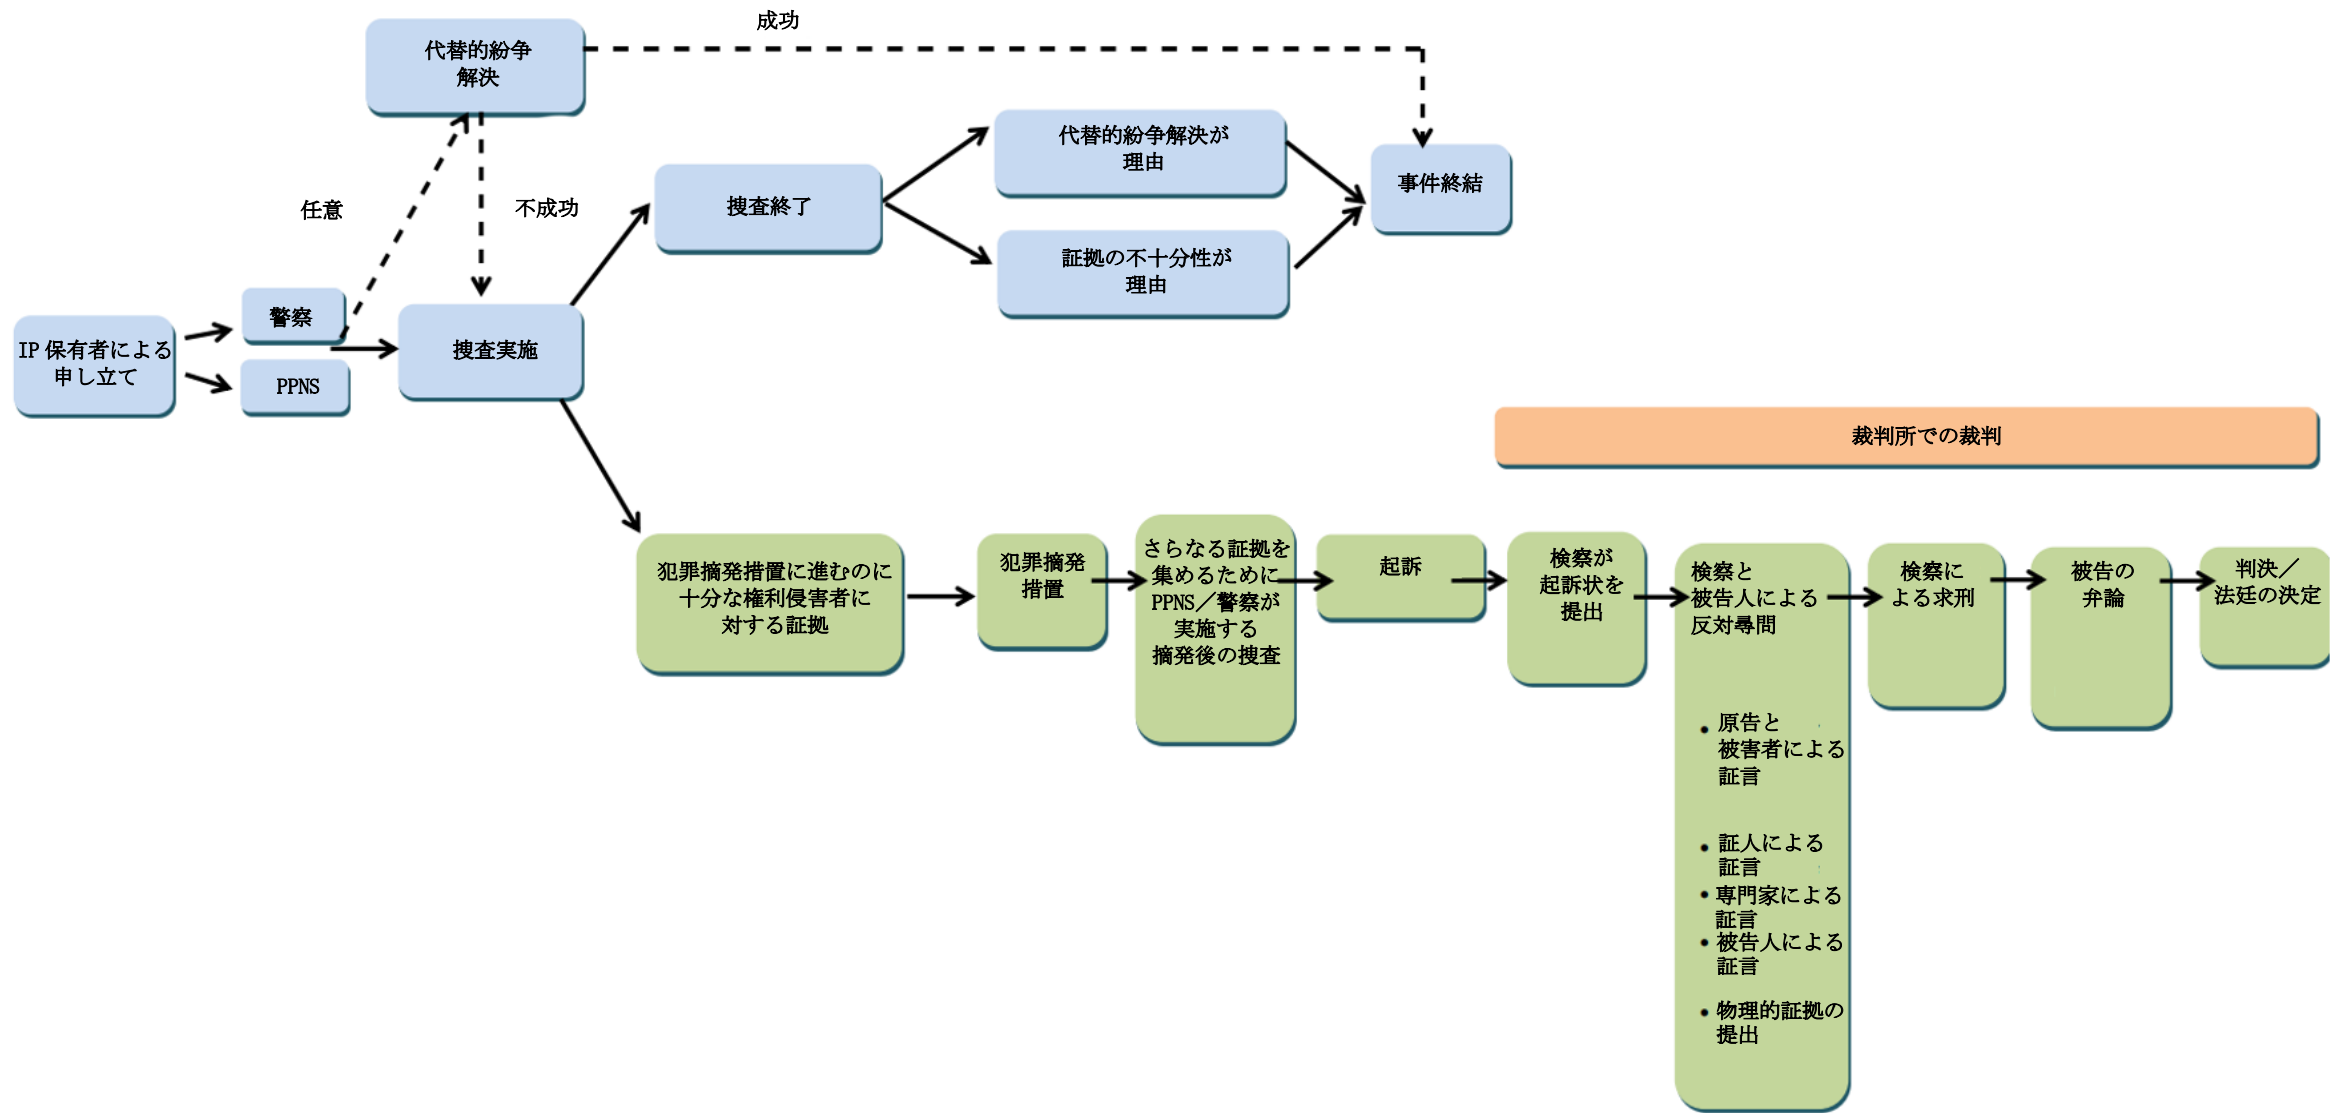 成功
代替的紛争
解決
任意
不成功
IP 保有者による
申し立て
警察
PPNS
捜査実施
捜査終了
代替的紛争解決が
理由
証拠の不十分性が
理由
事件終結
裁判所での裁判
犯罪摘発措置に進むのに
十分な権利侵害者に
対する証拠
犯罪摘発
措置
さらなる証拠を
集めるために
PPNS／警察が
実施する
摘発後の捜査
起訴
検察が
起訴状を
提出
検察と
被告人による
反対尋問
• 原告と
被害者による
証言
• 証人による
証言
• 専門家による
証言
• 被告人による
証言
• 物理的証拠の
提出
検察に
よる求刑
被告の
弁論
判決／
法廷の決定